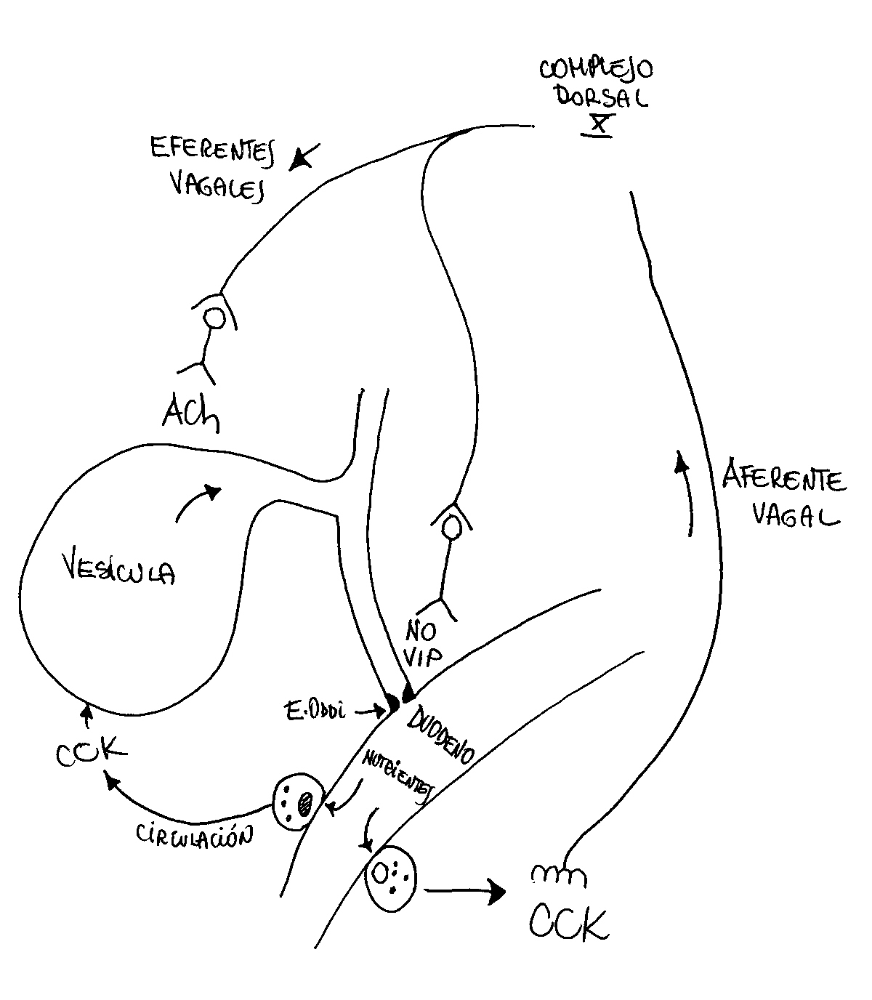 COMPLEJO
DORSAL
X
EFERENTES
VAGALES
ACh
AFERENTE
VAGAL
VESÍCULA
NO
VIP
E.ODDI
DUODENO
CCK
NUTRIENTES
CIRCULACIÓN
CCK